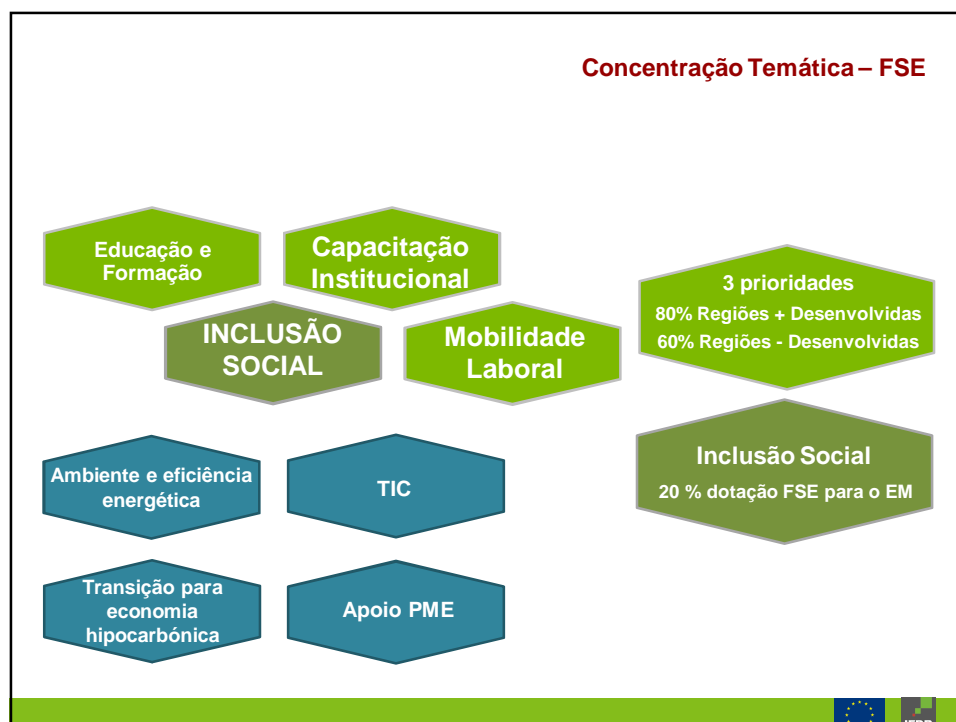 Concentração Temática – FSE
Educação e
Formação
Capacitação
Institucional
INCLUSÃO
SOCIAL
Mobilidade
Laboral
3 prioridades
80% Regiões + Desenvolvidas
60% Regiões - Desenvolvidas
Inclusão Social
20 % dotação FSE para o EM
Ambiente e eficiência
energética
TIC
Transição para
economia
hipocarbónica
Apoio PME